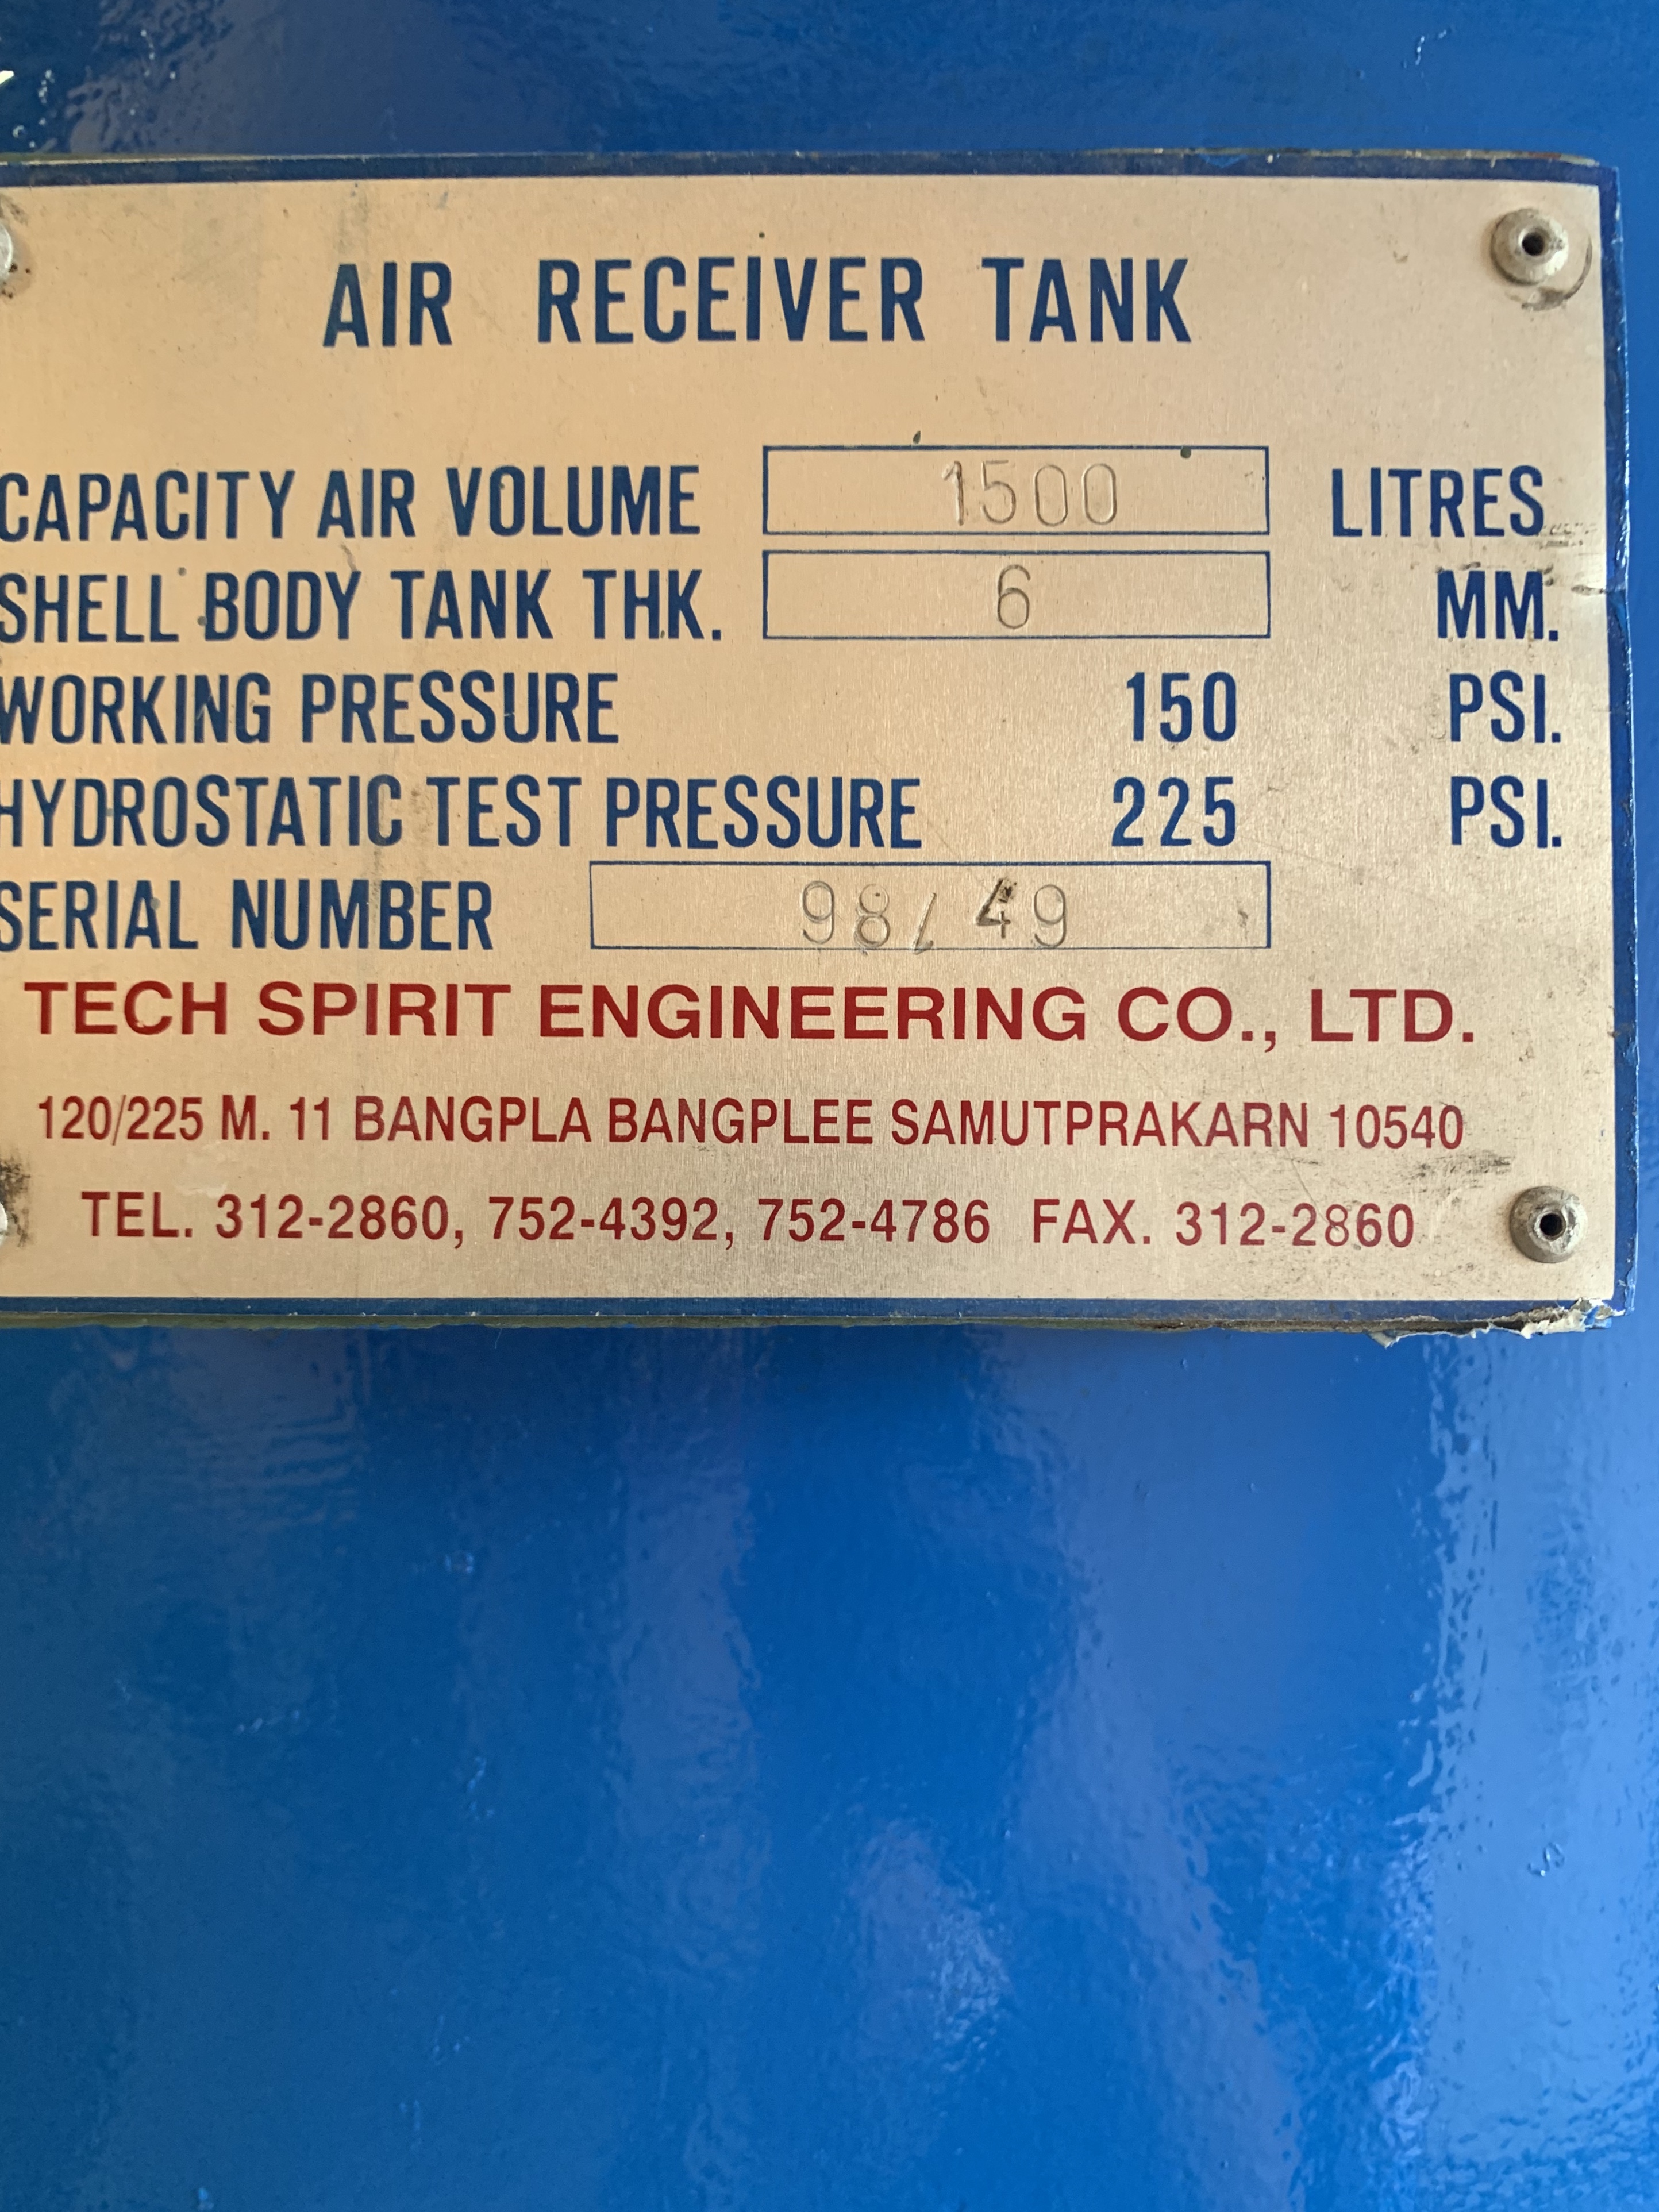 AIR RECEIVER TANK
CAPACITY AIR VOLUME 1500 LITRES
SHELL BODY TANK THK. 6 MM.
WORKING PRESSURE 150 PSI.
HYDROSTATIC TEST PRESSURE 225 PSI.
SERIAL NUMBER 98/49
TECH SPIRIT ENGINEERING CO., LTD.
120/225 M. 11 BANGPLA BANGPLEE SAMUTPRAKARN 10540
TEL. 312-2860, 752-4392, 752-4786 FAX. 312-2860